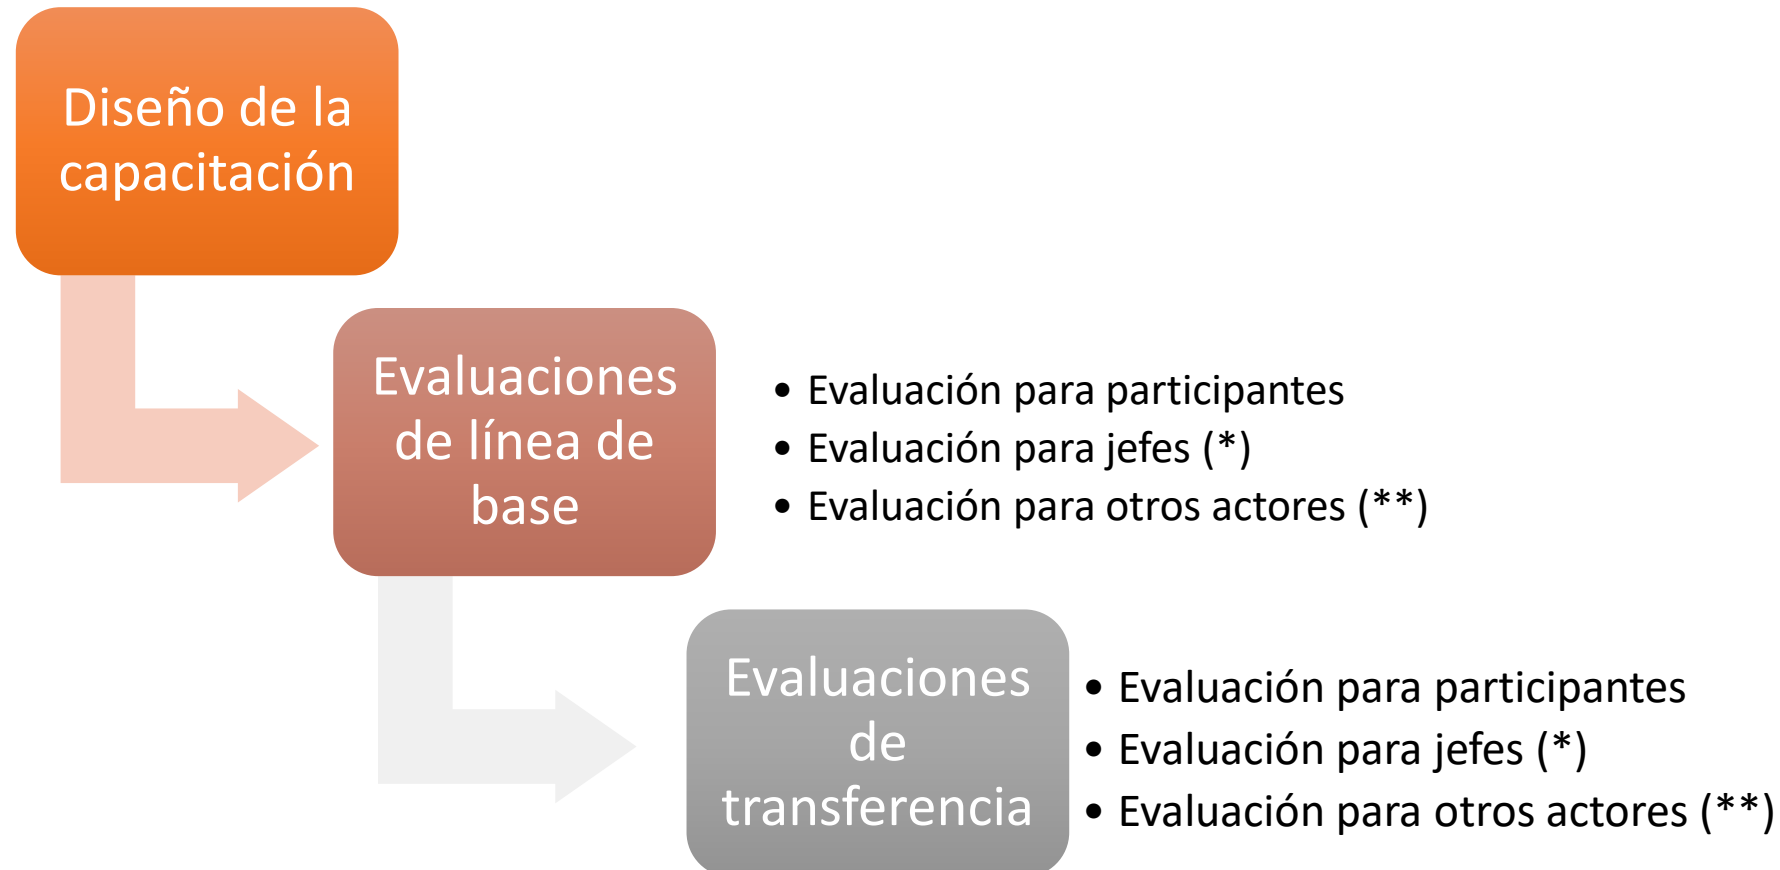 Diseño de la
capacitación
Evaluaciones
de línea de
base
• Evaluación para participantes
• Evaluación para jefes (*)
• Evaluación para otros actores (**)
Evaluaciones
de
transferencia
• Evaluación para participantes
• Evaluación para jefes (*)
• Evaluación para otros actores (**)